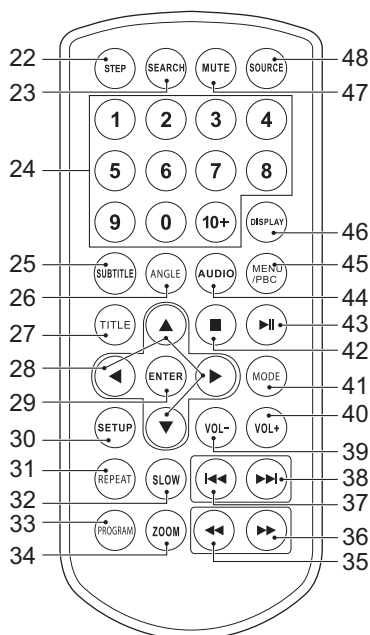 22 STEP SEARCH MUTE SOURCE 48
23 47
1 2 3 4
24 5 6 7 8
9 0 10+ DISPLAY 46
25 SUBTITLE ANGLE AUDIO MENU /PBC 45
26 44
27 TITLE ▲ ■ ▶II 43
28 42
◀ ENTER ▶ MODE 41
29
30 SETUP ▼ VOL- VOL+ 40
39
31 REPEAT SLOW I◀◀ ▶▶I 38
32 37
33 PROGRAM ZOOM ◀◀ ▶▶ 36
34 35